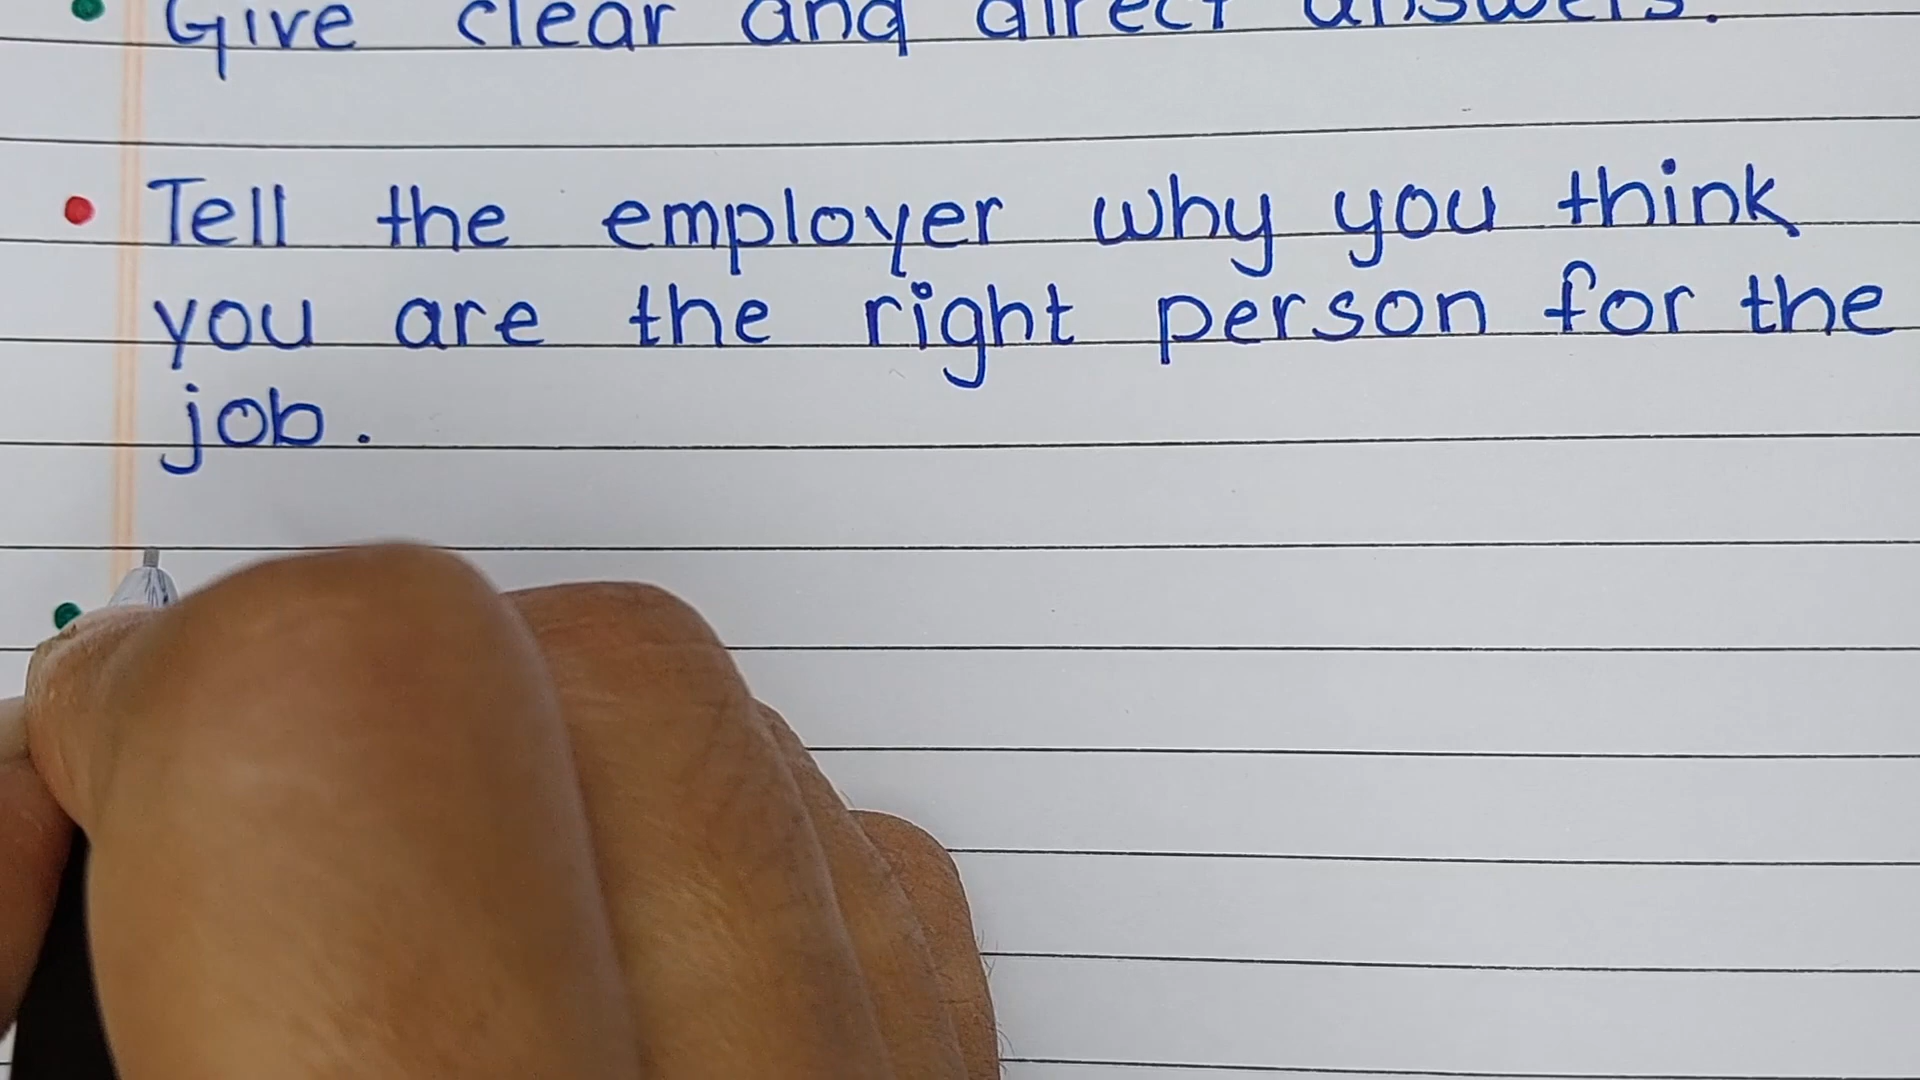 • Give clear and direct answers.
• Tell the employer why you think
you are the right person for the
job.